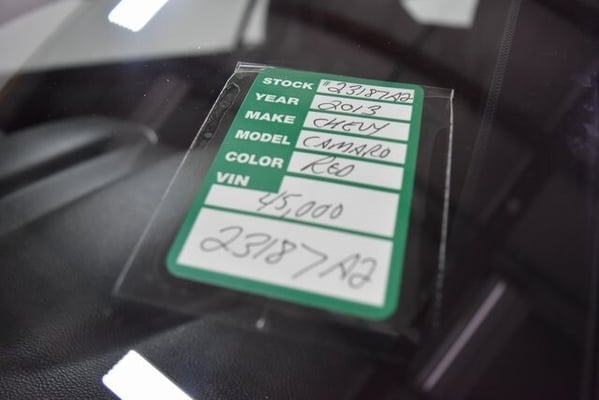 STOCK #23187A2
YEAR 2013
MAKE CHEVY
MODEL CAMARO
COLOR RED
VIN
45,000
23187A2